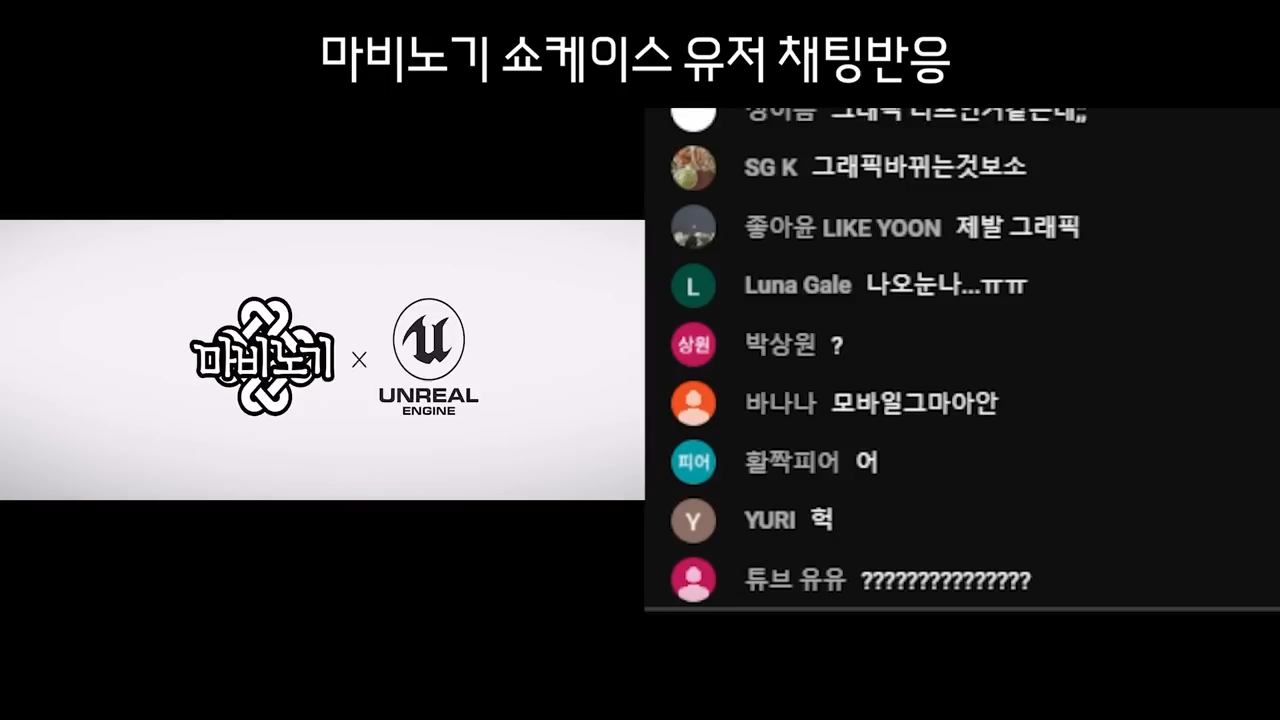 마비노기 쇼케이스 유저 채팅반응
마비노기 × UNREAL ENGINE
SG K 그래픽바뀌는것보소
좋아윤 LIKE YOON 제발 그래픽
L Luna Gale 나오눈나...ㅠㅠ
상원 박상원 ?
바나나 모바일그마아안
피어 활짝피어 어
Y YURI 헉
튜브 유유 ???????????????